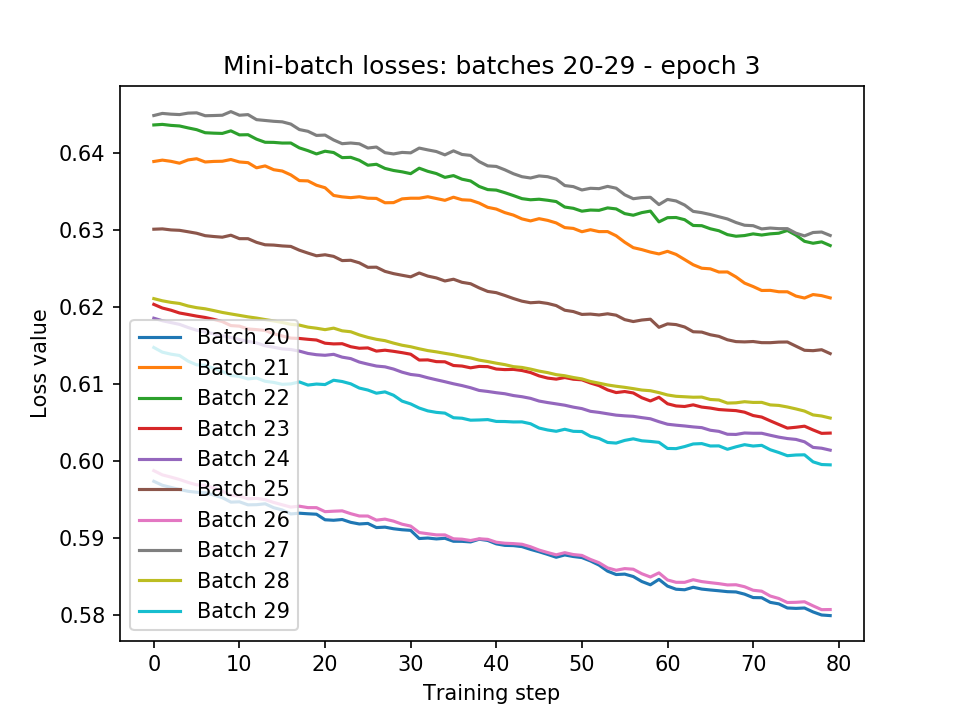 Mini-batch losses: batches 20-29 - epoch 3
Loss value
0.64
0.63
0.62
0.61
0.60
0.59
0.58
Batch 20
Batch 21
Batch 22
Batch 23
Batch 24
Batch 25
Batch 26
Batch 27
Batch 28
Batch 29
0 10 20 30 40 50 60 70 80
Training step